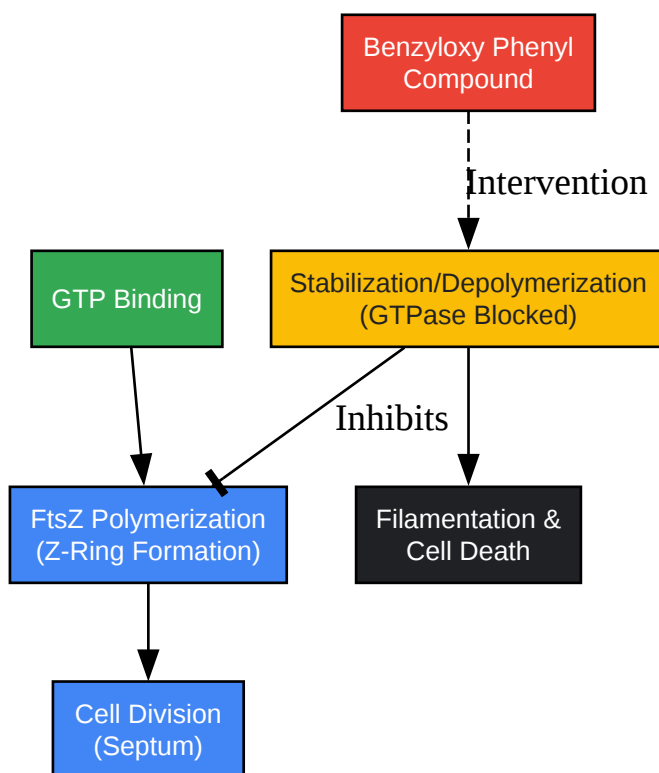 Benzyloxy Phenyl
Compound
Intervention
GTP Binding
Stabilization/Depolymerization
(GTPase Blocked)
Inhibits
FtsZ Polymerization
(Z-Ring Formation)
Filamentation &
Cell Death
Cell Division
(Septum)